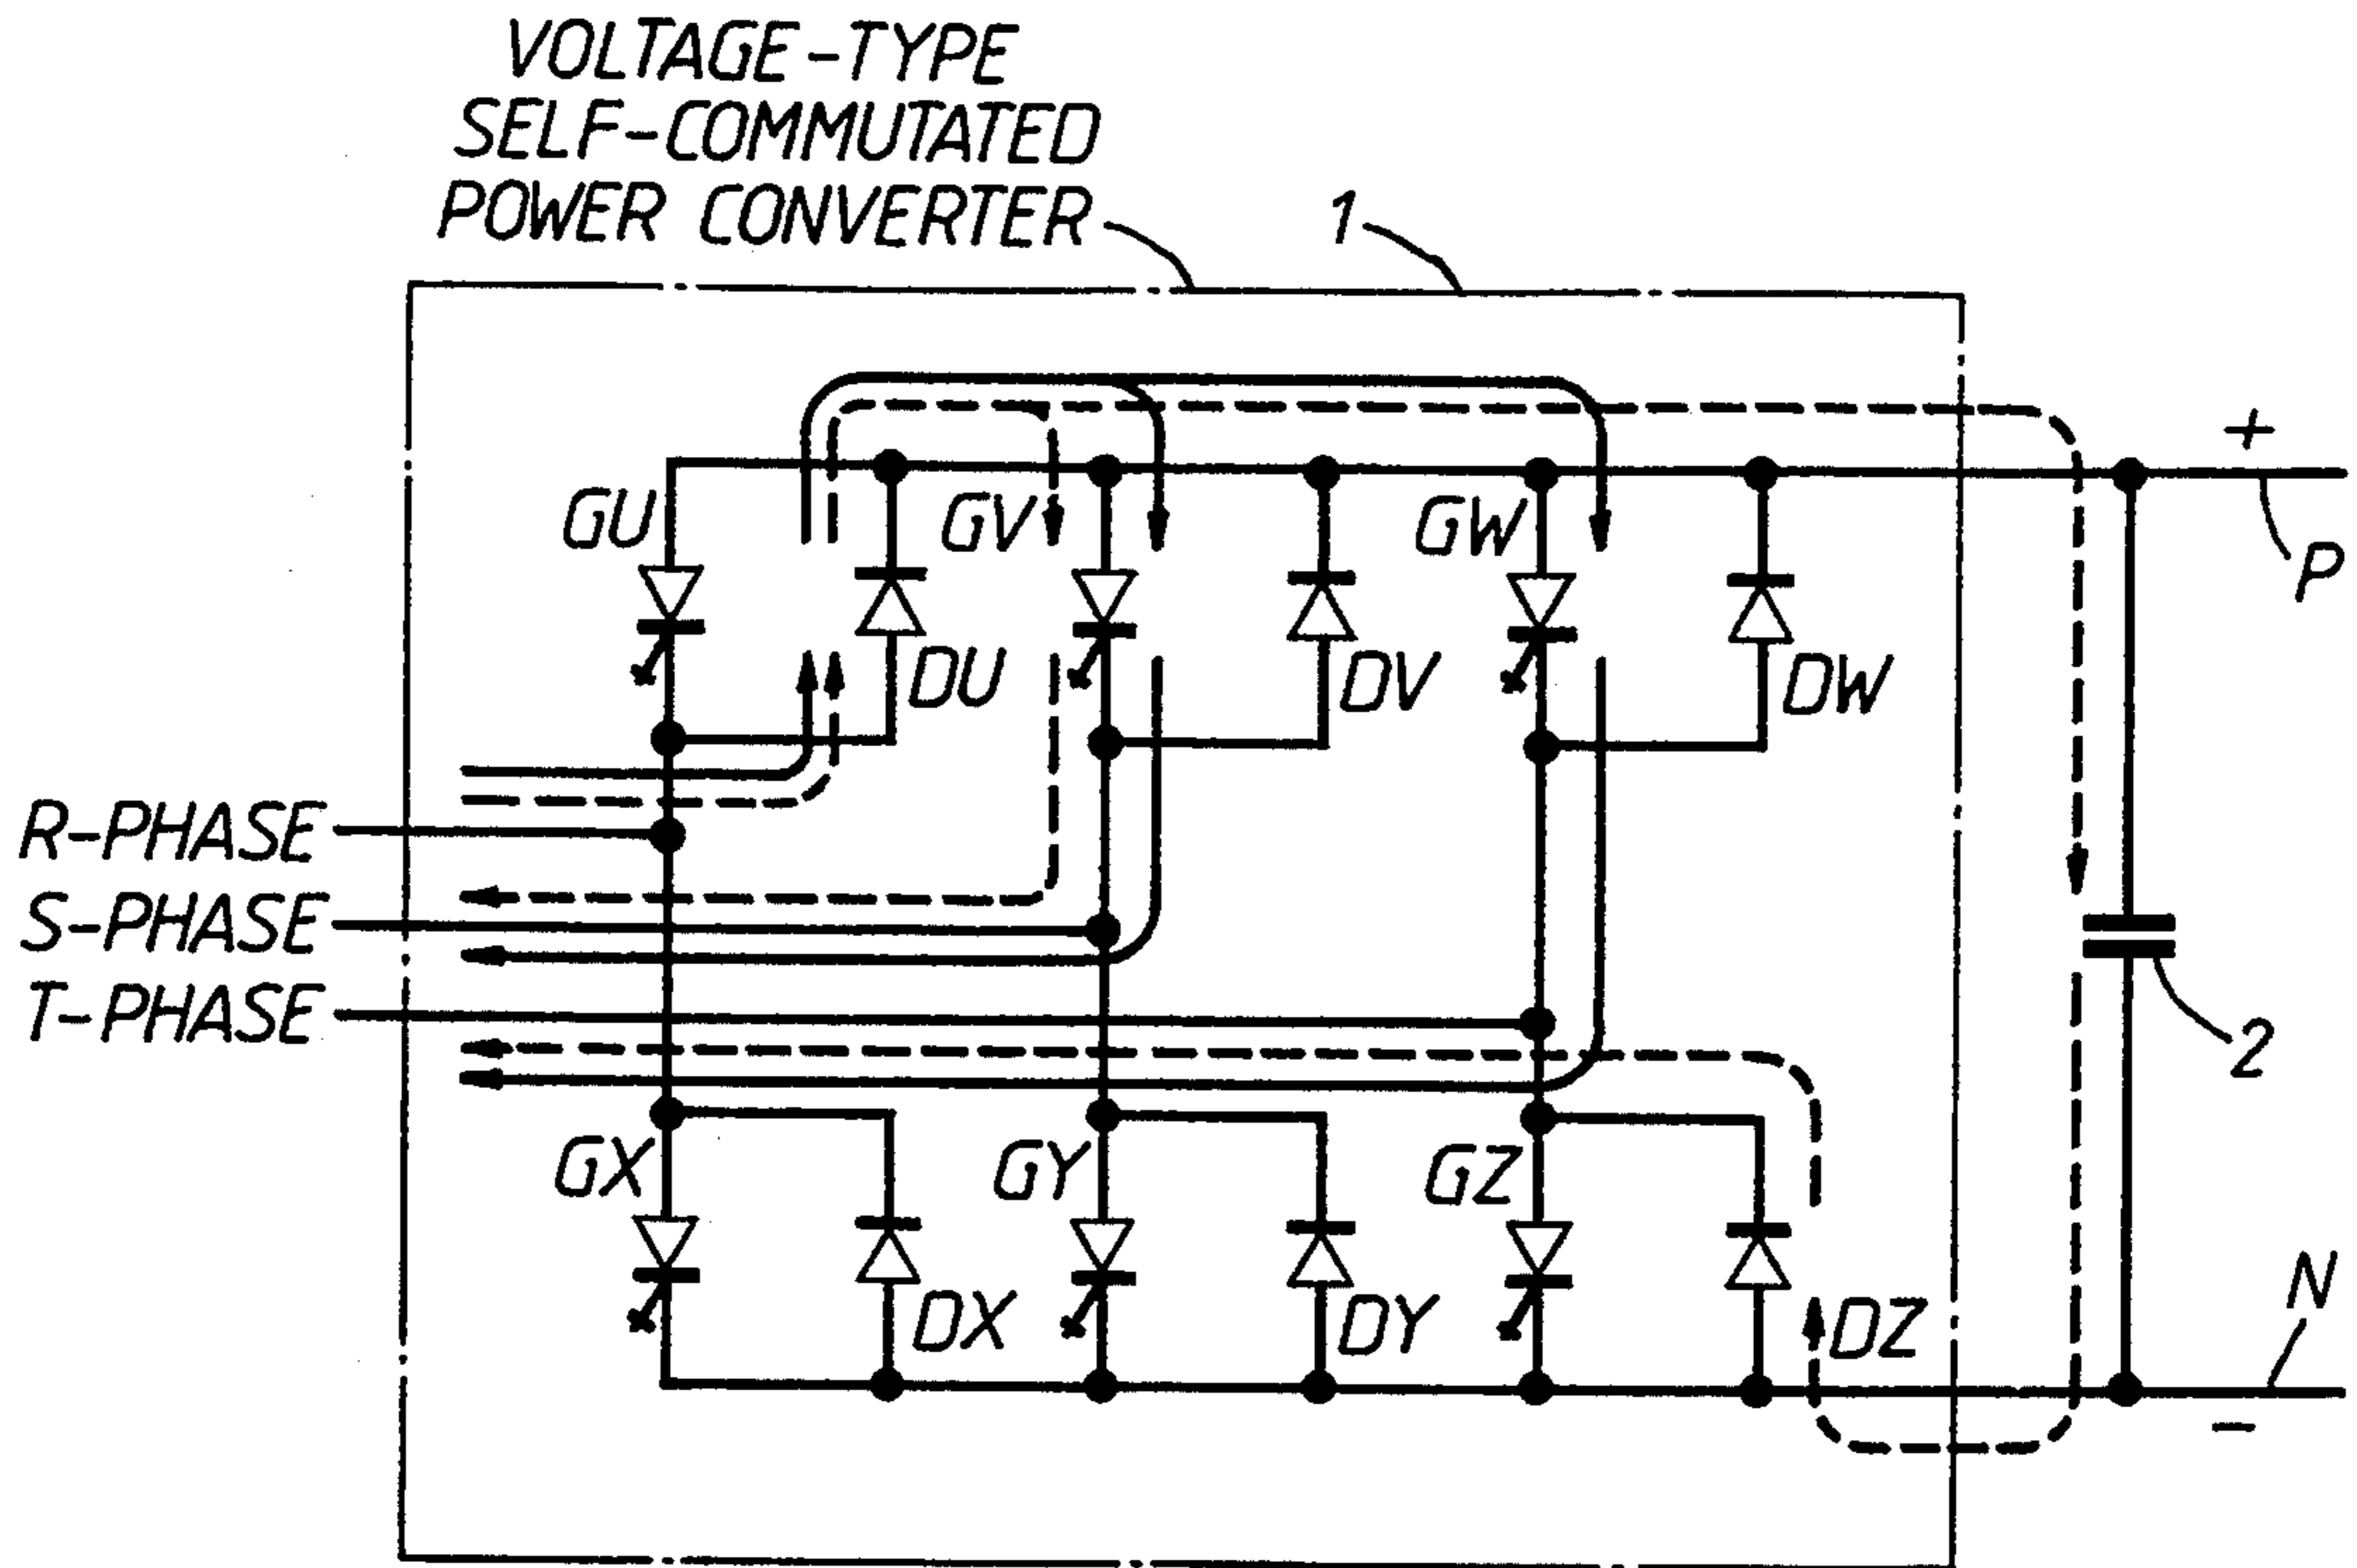 VOLTAGE-TYPE
SELF-COMMUTATED
POWER CONVERTER
1
+
GU
GV
GW
P
DU
DV
DW
R-PHASE
S-PHASE
T-PHASE
2
GX
GY
GZ
N
DX
DY
DZ
-